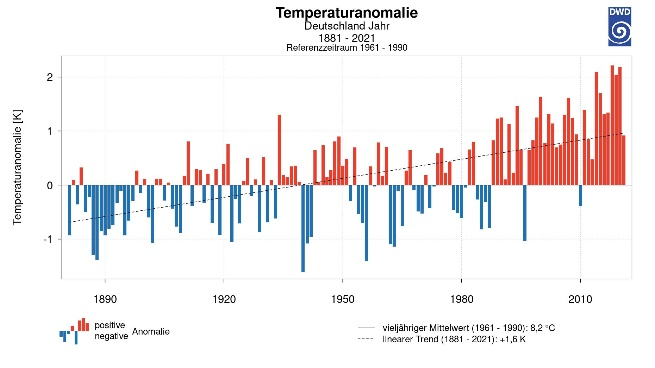 Temperaturanomalie
Deutschland Jahr
1881 - 2021
Referenzzeitraum 1961 - 1990
DWD
Temperaturanomalie [K]
2
1
0
-1
1890 1920 1950 1980 2010
positive
negative
Anomalie
vieljähriger Mittelwert (1961 - 1990): 8,2 °C
linearer Trend (1881 - 2021): +1,6 K